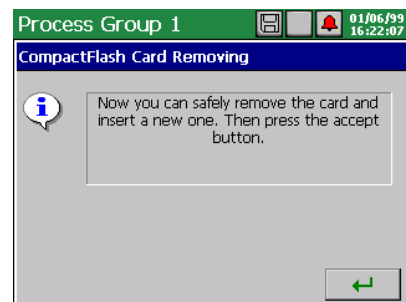 Process Group 1
01/06/99
16:22:07
CompactFlash Card Removing
Now you can safely remove the card and
insert a new one. Then press the accept
button.